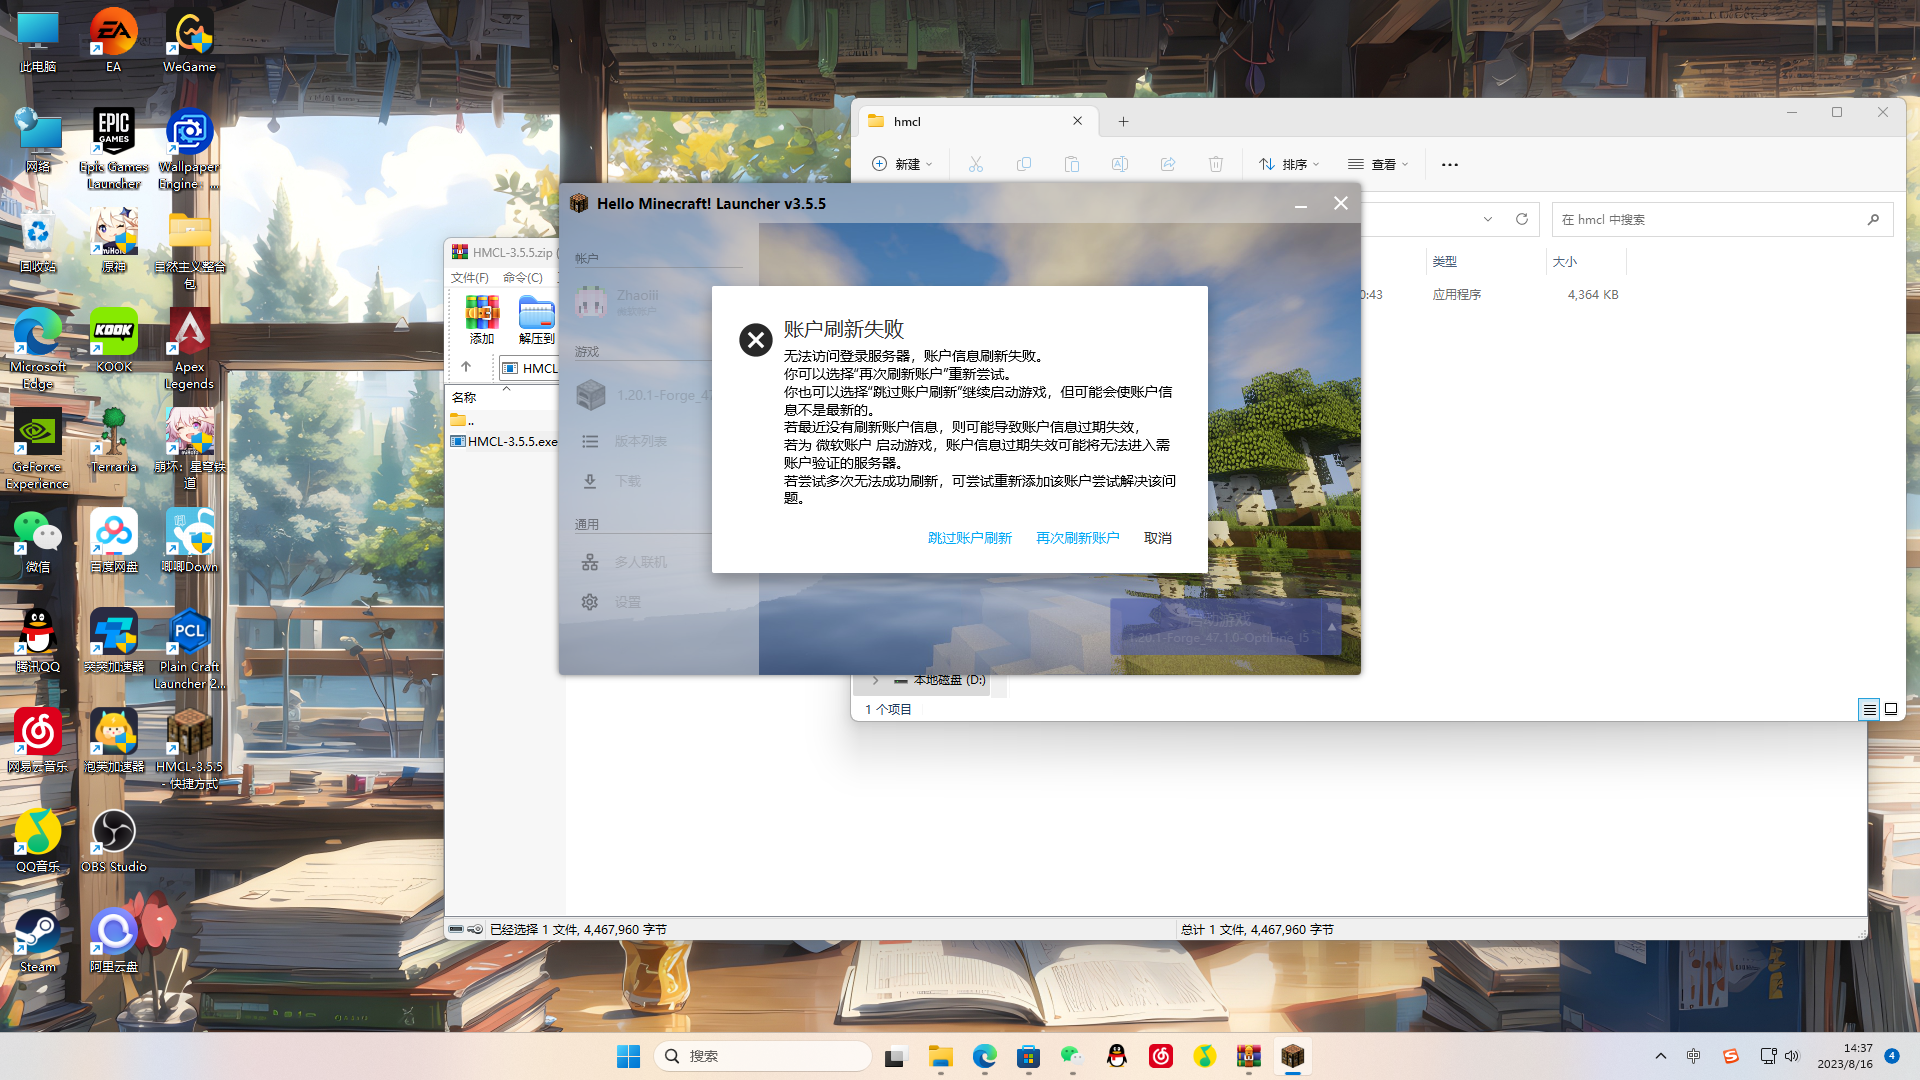 此电脑
EA
WeGame
网络
Epic Games
Launcher
Wallpaper
Engine: ...
回收站
原神
自然主义整合
包
Microsoft
Edge
KOOK
Apex
Legends
GeForce
Experience
Terraria
崩坏：星穹铁
道
微信
百度网盘
唧唧Down
腾讯QQ
突突加速器
Plain Craft
Launcher 2...
网易云音乐
泡芙加速器
HMCL-3.5.5
- 快捷方式
QQ音乐
OBS Studio
Steam
阿里云盘
hmcl
新建
排序
查看
在 hmcl 中搜索
类型
大小
0:43
应用程序
4,364 KB
本地磁盘 (D:)
1 个项目
HMCL-3.5.5.zip
文件(F)
命令(C)
添加
解压到
HMCL
名称
..
HMCL-3.5.5.exe
已经选择 1 文件, 4,467,960 字节
总计 1 文件, 4,467,960 字节
Hello Minecraft! Launcher v3.5.5
帐户
Zhaolii
微软账户
游戏
1.20.1-Forge_47
版本列表
下载
通用
多人联机
设置
账户刷新失败
无法访问登录服务器，账户信息刷新失败。
你可以选择“再次刷新账户”重新尝试。
你也可以选择“跳过账户刷新”继续启动游戏，但可能会使账户信
息不是最新的。
若最近没有刷新账户信息，则可能导致账户信息过期失效，
若为 微软账户 启动游戏，账户信息过期失效可能将无法进入需
账户验证的服务器。
若尝试多次无法成功刷新，可尝试重新添加该账户尝试解决该问
题。
跳过账户刷新
再次刷新账户
取消
启动游戏
1.20.1-Forge_47.1.0-OptiFine_I5
搜索
中
14:37
2023/8/16
4